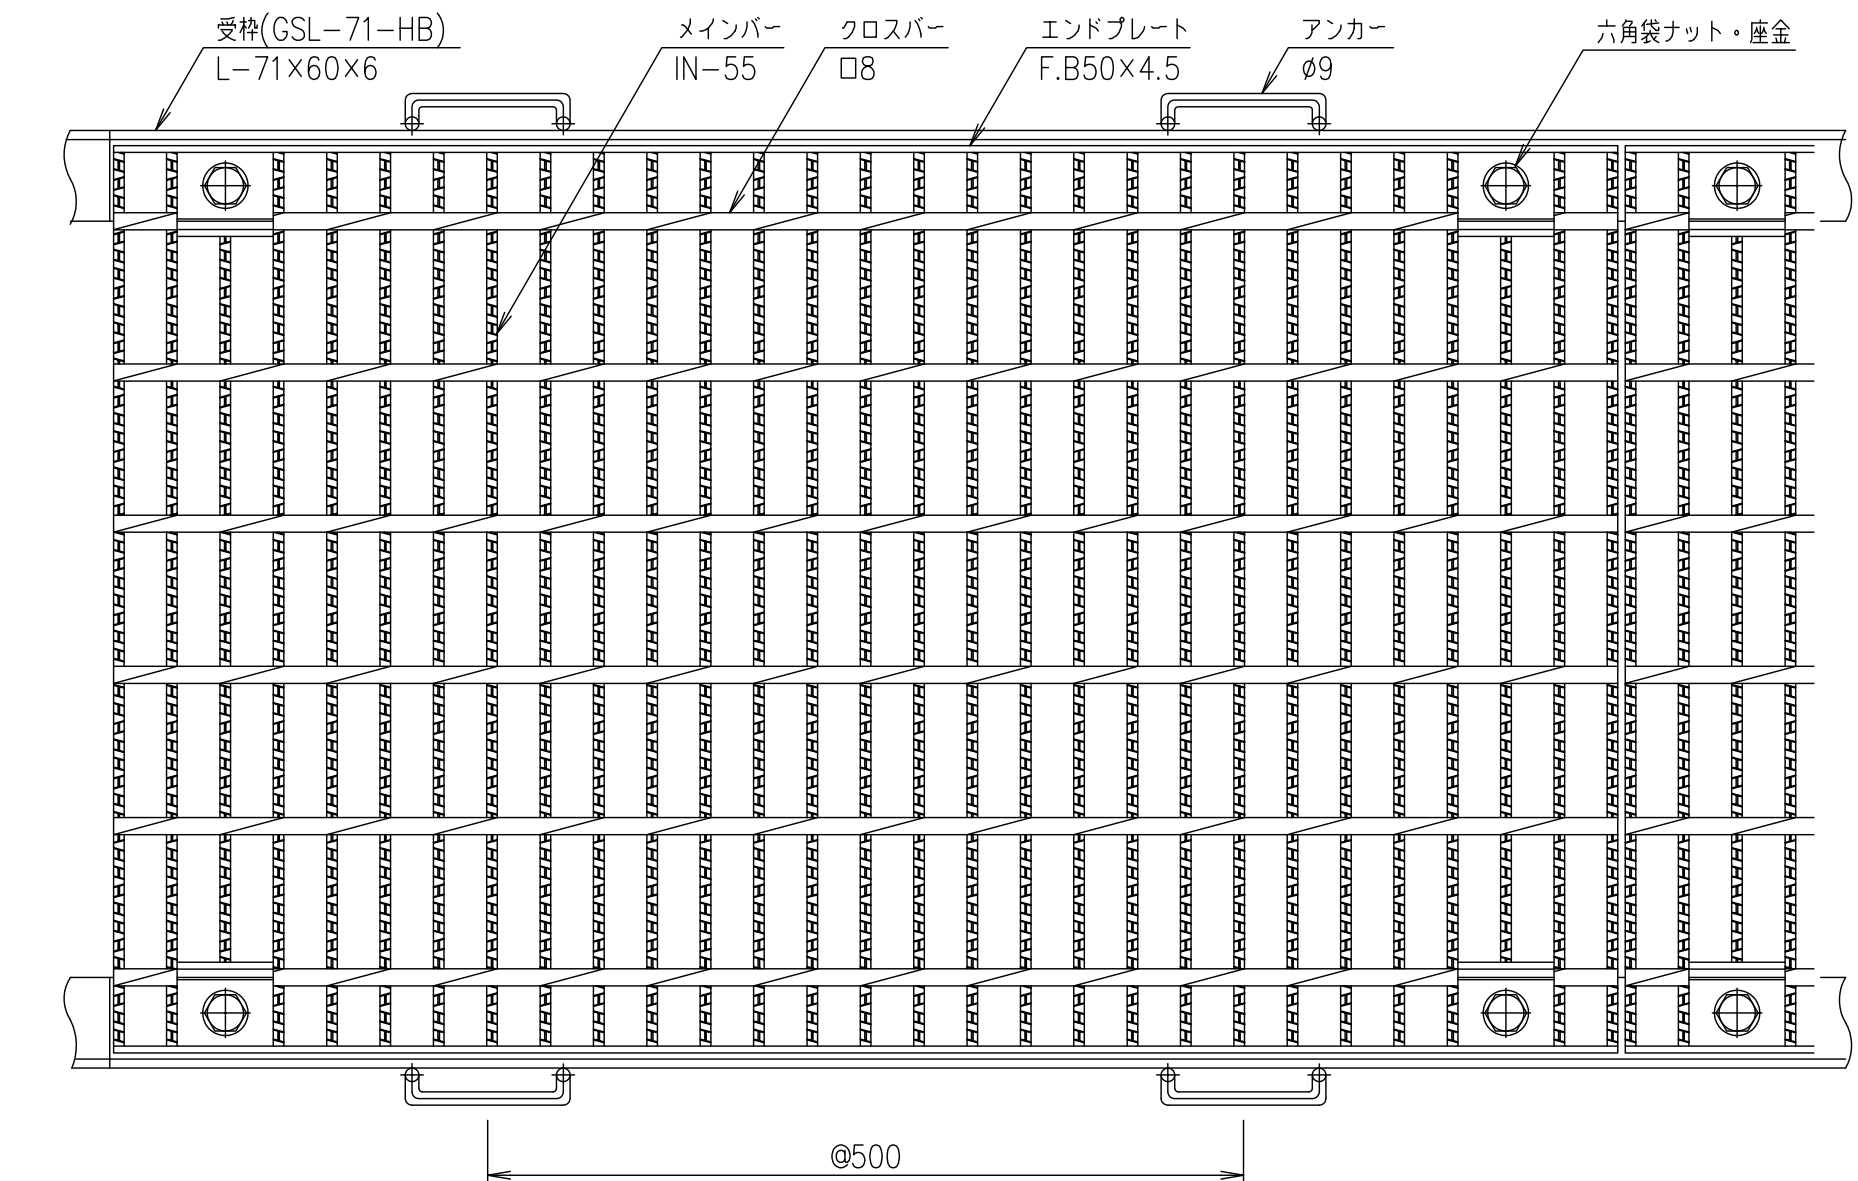 受枠(GSL-71-HB)
L-71×60×6
メインバー
IN-55
クロスバー
□8
エンドプレート
F.B50×4.5
アンカー
φ9
六角袋ナット・座金
@500